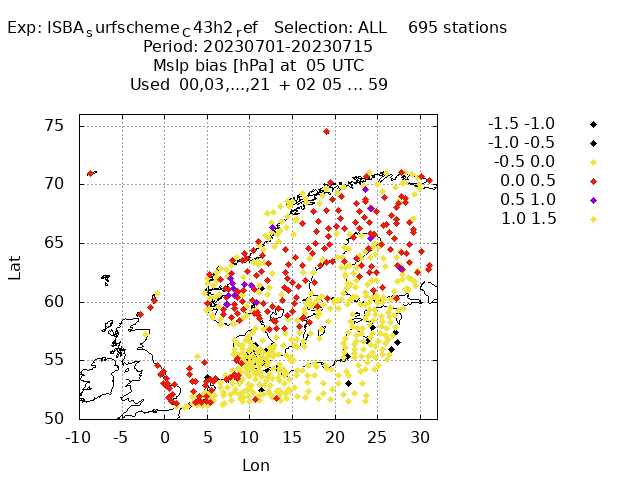 Exp: ISBAsurfschemeC43h2ref   Selection: ALL    695 stations
Period: 20230701-20230715
Mslp bias [hPa] at  05 UTC
Used  00,03,...,21  + 02 05 ... 59
75
70
65
60
55
50
Lat
-10 -5 0 5 10 15 20 25 30
Lon
-1.5 -1.0
-1.0 -0.5
-0.5 0.0
0.0 0.5
0.5 1.0
1.0 1.5